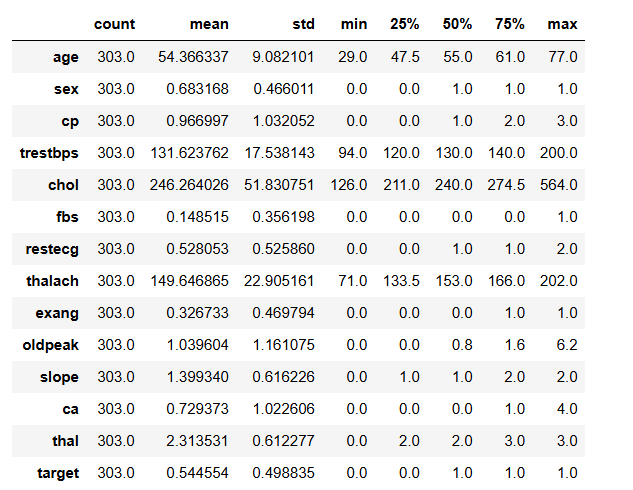 count mean std min 25% 50% 75% max
age 303.0 54.366337 9.082101 29.0 47.5 55.0 61.0 77.0
sex 303.0 0.683168 0.466011 0.0 0.0 1.0 1.0 1.0
cp 303.0 0.966997 1.032052 0.0 0.0 1.0 2.0 3.0
trestbps 303.0 131.623762 17.538143 94.0 120.0 130.0 140.0 200.0
chol 303.0 246.264026 51.830751 126.0 211.0 240.0 274.5 564.0
fbs 303.0 0.148515 0.356198 0.0 0.0 0.0 0.0 1.0
restecg 303.0 0.528053 0.525860 0.0 0.0 1.0 1.0 2.0
thalach 303.0 149.646865 22.905161 71.0 133.5 153.0 166.0 202.0
exang 303.0 0.326733 0.469794 0.0 0.0 0.0 1.0 1.0
oldpeak 303.0 1.039604 1.161075 0.0 0.0 0.8 1.6 6.2
slope 303.0 1.399340 0.616226 0.0 1.0 1.0 2.0 2.0
ca 303.0 0.729373 1.022606 0.0 0.0 0.0 1.0 4.0
thal 303.0 2.313531 0.612277 0.0 2.0 2.0 3.0 3.0
target 303.0 0.544554 0.498835 0.0 0.0 1.0 1.0 1.0